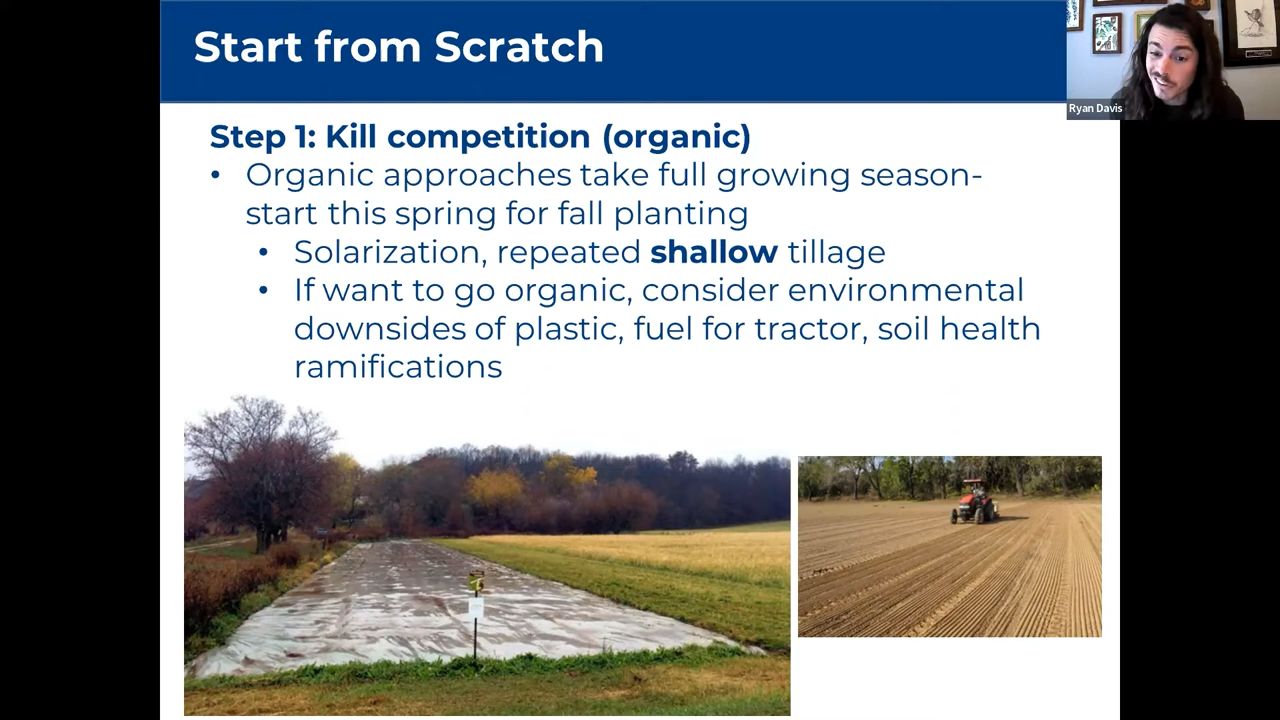 Start from Scratch
Ryan Davis
Step 1: Kill competition (organic)
• Organic approaches take full growing season-
start this spring for fall planting
• Solarization, repeated shallow tillage
• If want to go organic, consider environmental
downsides of plastic, fuel for tractor, soil health
ramifications